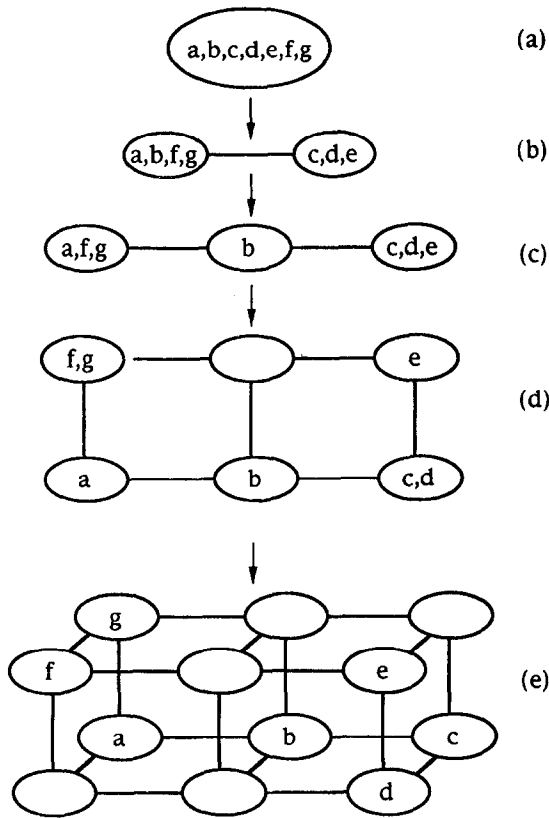 a,b,c,d,e,f,g (a)
a,b,f,g c,d,e (b)
a,f,g b c,d,e (c)
f,g e
(d)
a b c,d
g
f e
(e)
a b c
d